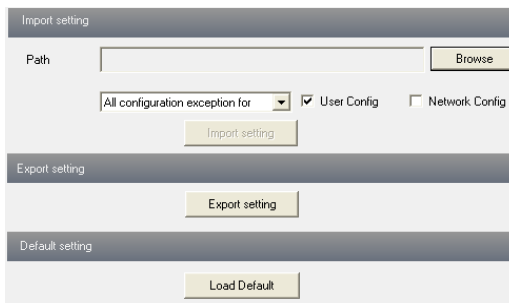 Import setting
Path Browse
All configuration exception for User Config Network Config
Import setting
Export setting
Export setting
Default setting
Load Default